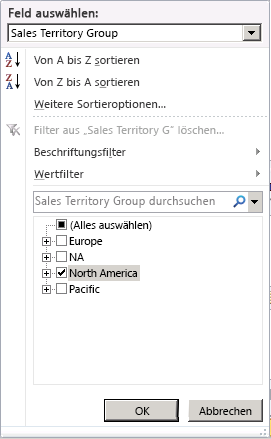 Feld auswählen:
Sales Territory Group
Von A bis Z sortieren
Von Z bis A sortieren
Weitere Sortieroptionen...
Filter aus „Sales Territory G“ löschen...
Beschriftungsfilter
Wertfilter
Sales Territory Group durchsuchen
(Alles auswählen)
Europe
NA
North America
Pacific
OK
Abbrechen